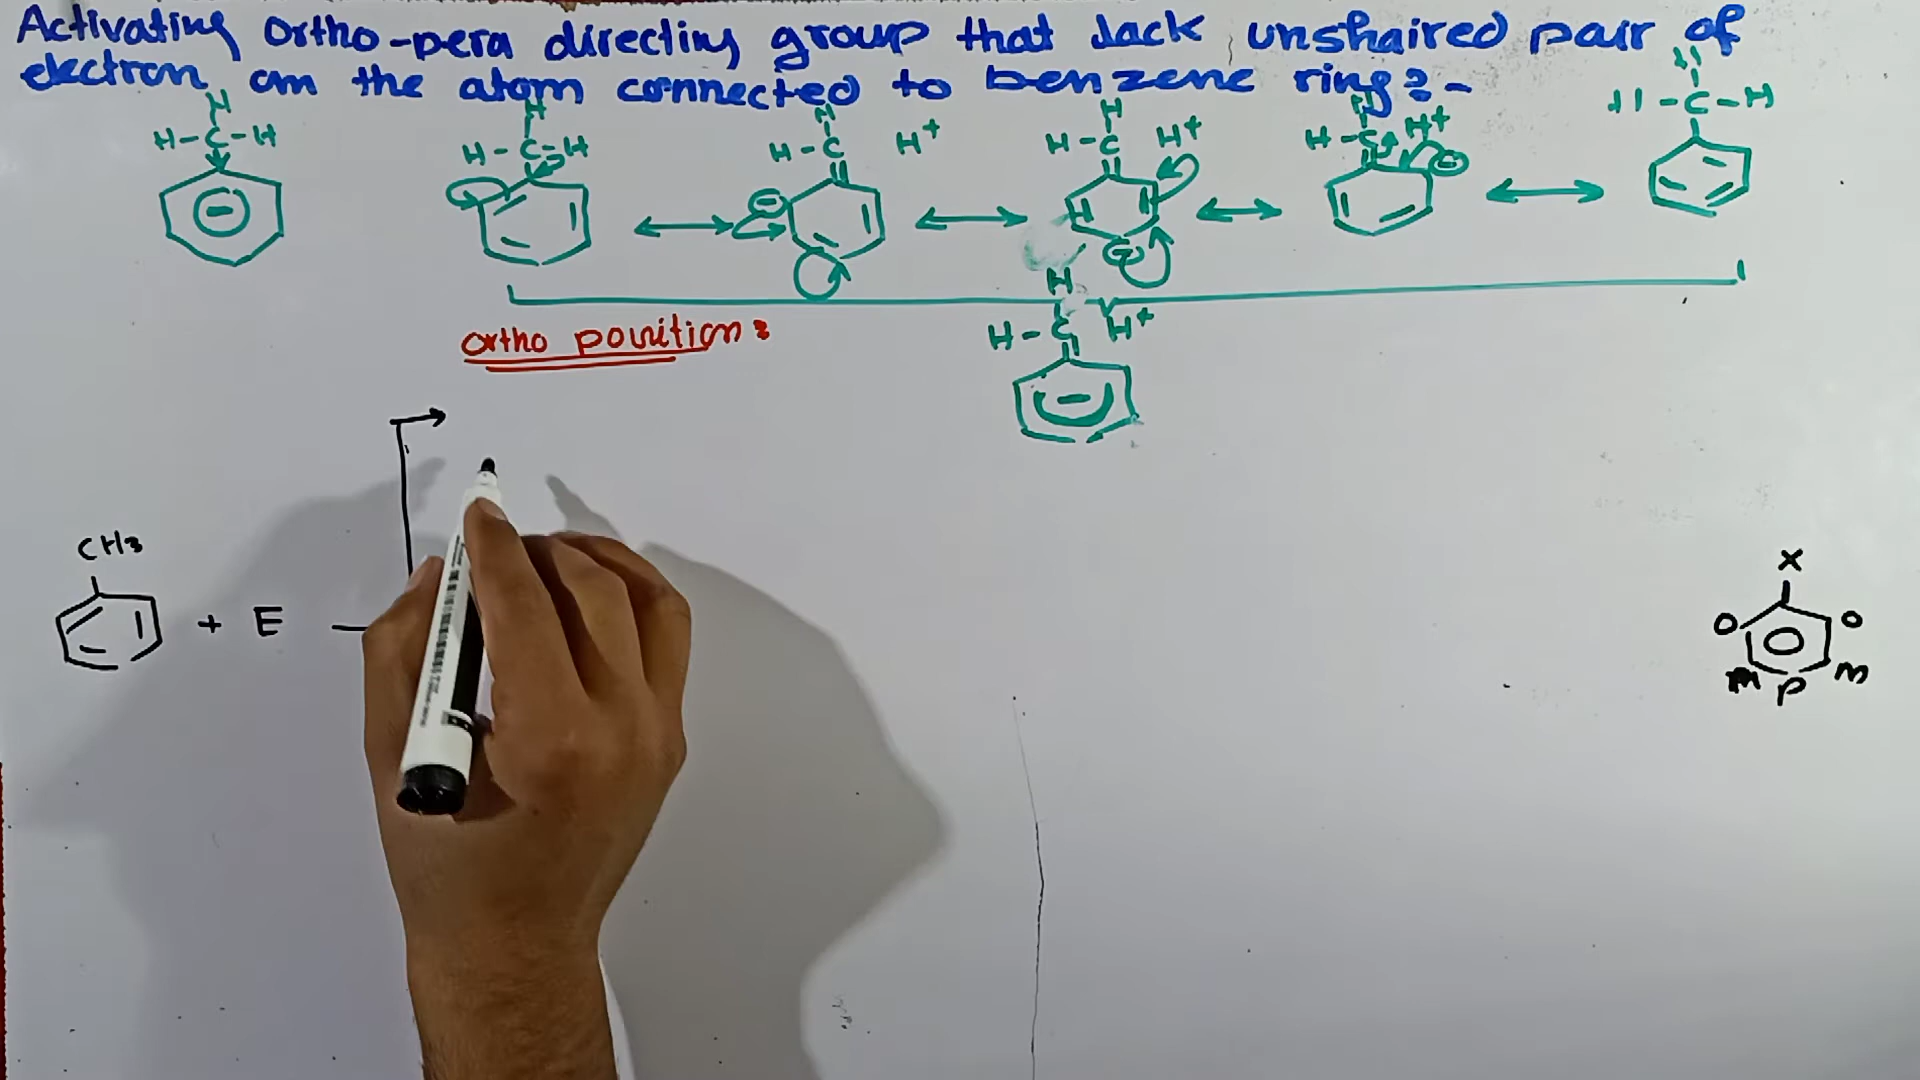 Activating ortho-pera directing group that lack unshaired pair of
electron on the atom connected to benzene ring?-
H H H H H H
H-C-H H-C-H H-C H+ H-C H+ H-C H+ H-C-H
H
ortho position:
H-C H+
CH3
+ E
X
O O
m P m